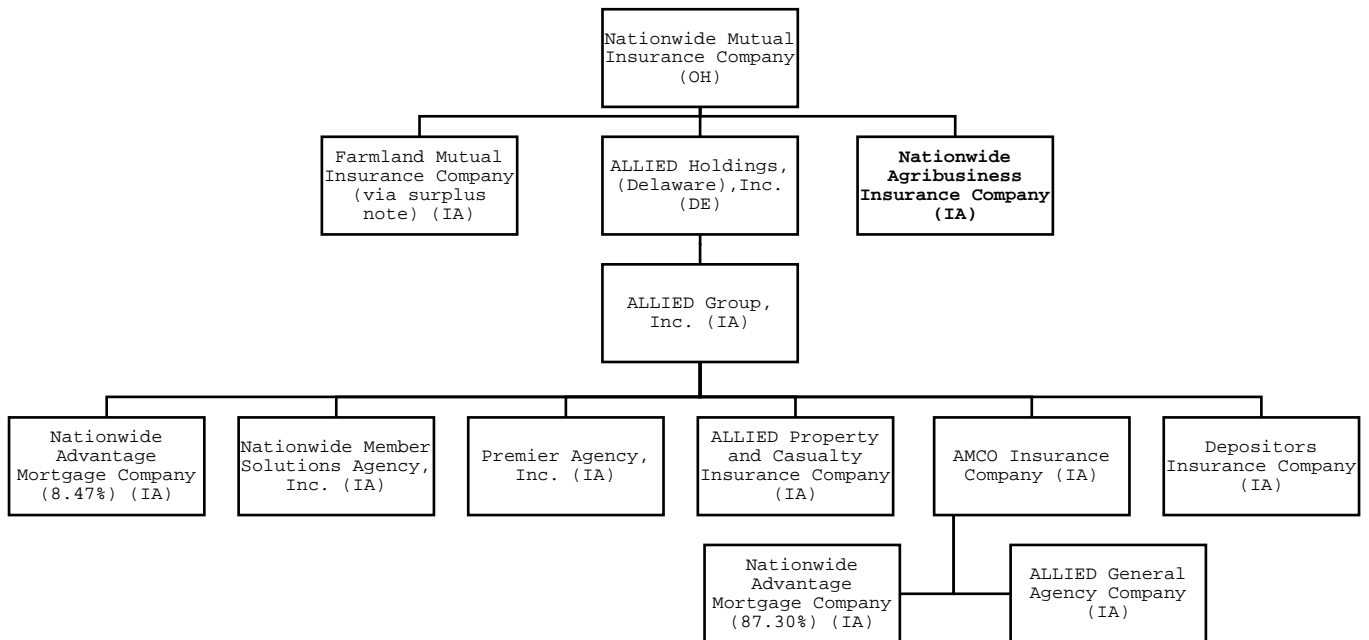 Nationwide Mutual
Insurance Company
(OH)
Farmland Mutual
Insurance Company
(via surplus
note) (IA)
ALLIED Holdings,
(Delaware),Inc.
(DE)
Nationwide
Agribusiness
Insurance Company
(IA)
ALLIED Group,
Inc. (IA)
Nationwide
Advantage
Mortgage Company
(8.47%) (IA)
Nationwide Member
Solutions Agency,
Inc. (IA)
Premier Agency,
Inc. (IA)
ALLIED Property
and Casualty
Insurance Company
(IA)
AMCO Insurance
Company (IA)
Depositors
Insurance Company
(IA)
Nationwide
Advantage
Mortgage Company
(87.30%) (IA)
ALLIED General
Agency Company
(IA)